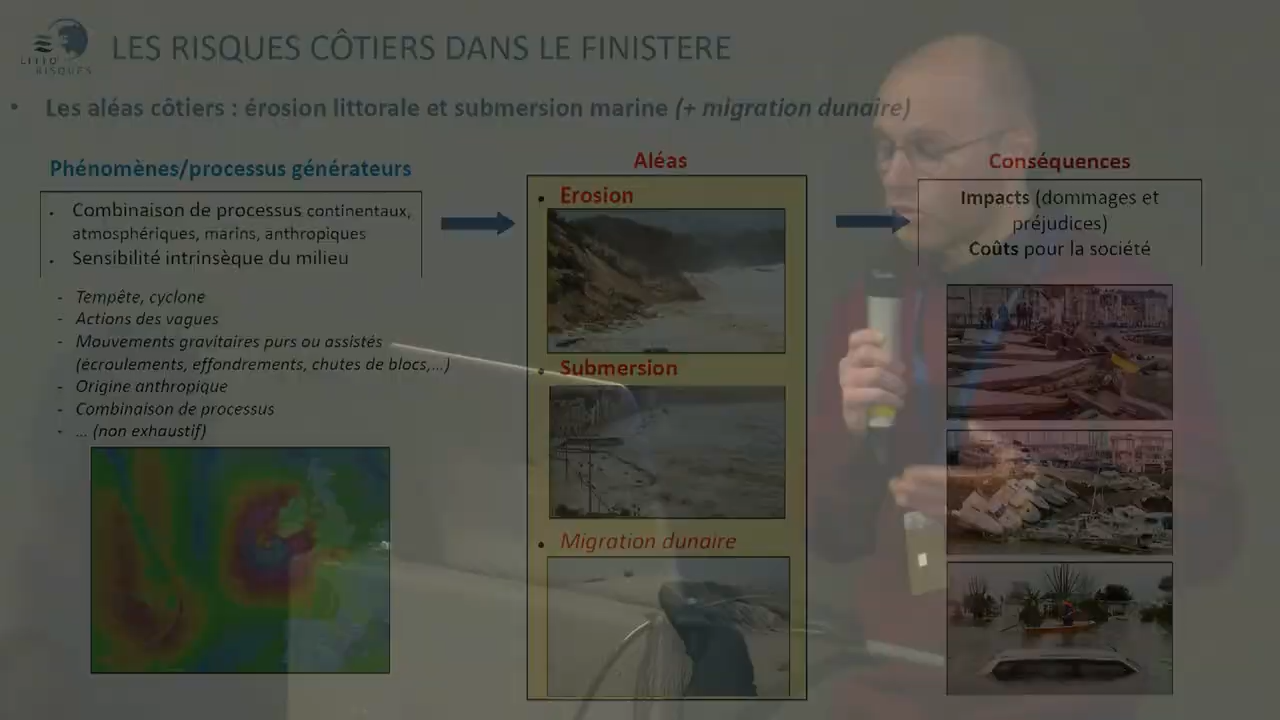 LITTO
RISQUES
LES RISQUES CÔTIERS DANS LE FINISTERE
• Les aléas côtiers : érosion littorale et submersion marine (+ migration dunaire)
Phénomènes/processus générateurs
• Combinaison de processus continentaux,
atmosphériques, marins, anthropiques
• Sensibilité intrinsèque du milieu
- Tempête, cyclone
- Actions des vagues
- Mouvements gravitaires purs ou assistés
(écroulements, effondrements, chutes de blocs,...)
- Origine anthropique
- Combinaison de processus
- ... (non exhaustif)
Aléas
• Erosion
• Submersion
• Migration dunaire
Conséquences
Impacts (dommages et
préjudices)
Coûts pour la société